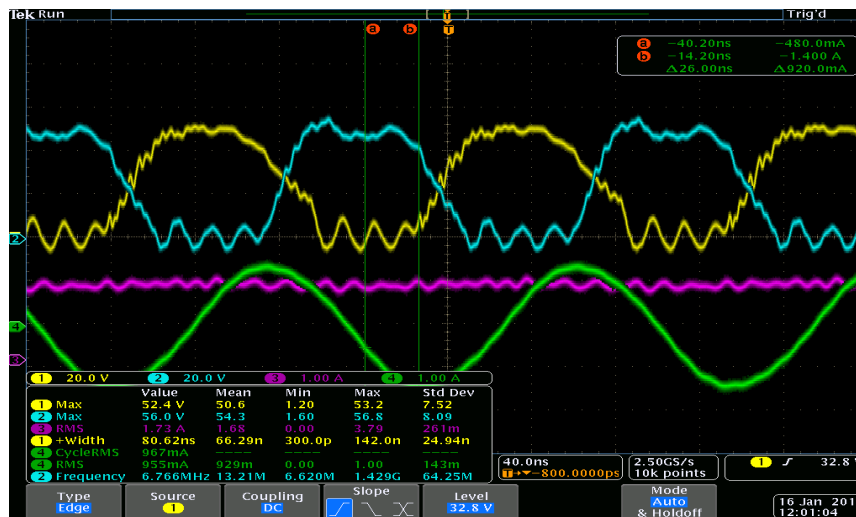 Tek Run Trig'd
a b
a −40.20ns −480.0mA
b −14.20ns −1.400 A
Δ26.00ns Δ920.0mA
2
4
3
1 20.0 V 2 20.0 V 3 1.00 A 4 1.00 A
Value Mean Min Max Std Dev
1 Max 52.4 V 50.6 1.20 53.2 7.52
2 Max 56.0 V 54.3 1.60 56.8 8.09
3 RMS 1.73 A 1.68 0.00 3.79 261m
1 +Width 80.62ns 66.29n 300.0p 142.0n 24.94n
4 CycleRMS 967mA −−−− −−−− −−−− −−−−
4 RMS 955mA 929m 0.00 1.00 143m
2 Frequency 6.766MHz 13.21M 6.620M 1.429G 64.25M
40.0ns
T→▼−800.0000ps
2.50GS/s
10k points
1 32.8 V
Type
Edge
Source
1
Coupling
DC
Slope
Level
32.8 V
Mode
Auto
& Holdoff
16 Jan 201
12:01:04